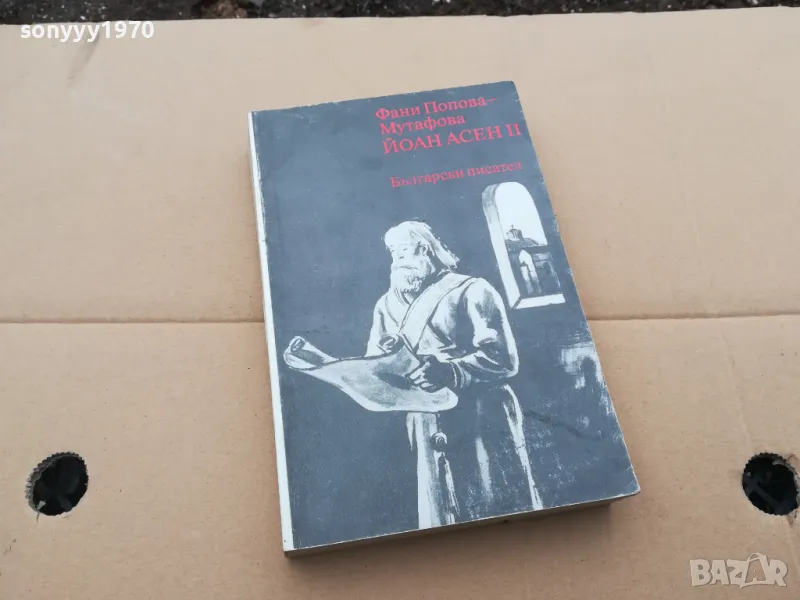 sonyyy1970
Фани Попова-
Мутафова
ЙОАН АСЕН II
Български писател
BAZAR